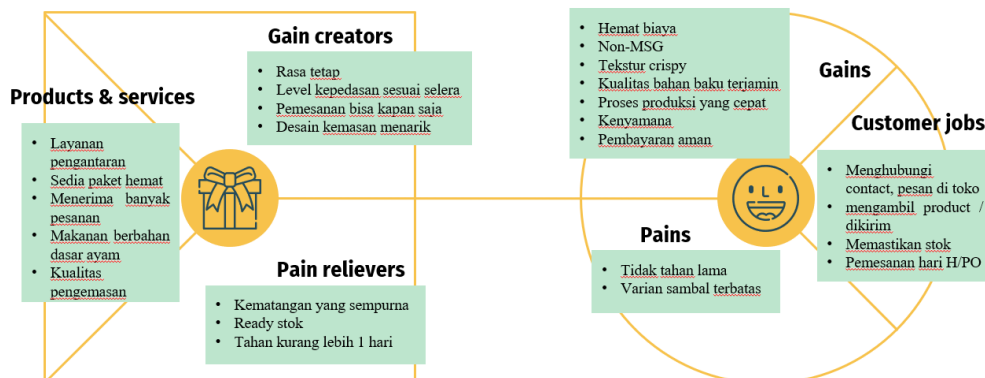 Products & services
• Layanan
pengantaran
• Sedia paket hemat
• Menerima banyak
pesanan
• Makanan berbahan
dasar ayam
• Kualitas
pengemasan
Gain creators
• Rasa tetap
• Level kepedasan sesuai selera
• Pemesanan bisa kapan saja
• Desain kemasan menarik
Pain relievers
• Kematangan yang sempurna
• Ready stok
• Tahan kurang lebih 1 hari
Gains
• Hemat biaya
• Non-MSG
• Tekstur crispy
• Kualitas bahan baku terjamin
• Proses produksi yang cepat
• Kenyamana
• Pembayaran aman
Customer jobs
• Menghubungi
contact, pesan di toko
• mengambil product /
dikirim
• Memastikan stok
• Pemesanan hari H/PO
Pains
• Tidak tahan lama
• Varian sambal terbatas